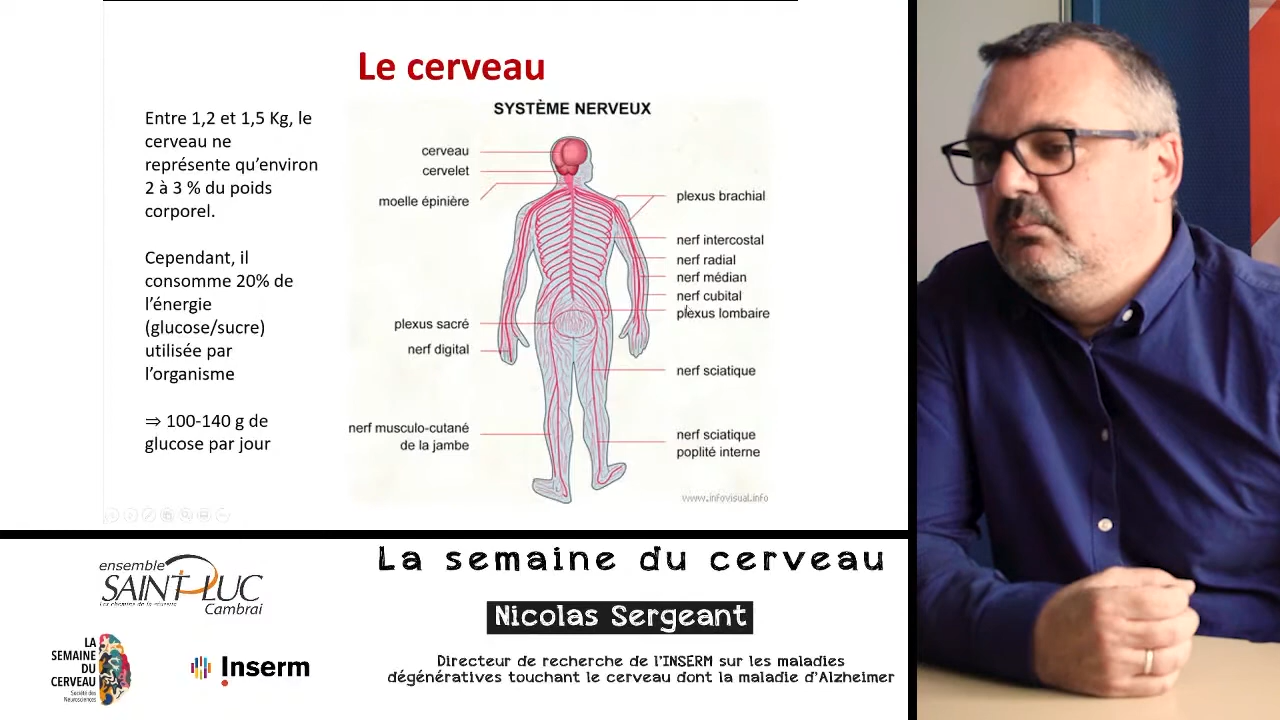 Le cerveau
Entre 1,2 et 1,5 Kg, le
cerveau ne
représente qu’environ
2 à 3 % du poids
corporel.
Cependant, il
consomme 20% de
l’énergie
(glucose/sucre)
utilisée par
l’organisme
⇒ 100-140 g de
glucose par jour
SYSTÈME NERVEUX
cerveau
cervelet
moelle épinière
plexus sacré
nerf digital
nerf musculo-cutané
de la jambe
plexus brachial
nerf intercostal
nerf radial
nerf médian
nerf cubital
plexus lombaire
nerf sciatique
nerf sciatique
poplité interne
www.infovisual.info
ensemble
SAINT LUC
Cambrai
LA
SEMAINE
DU
CERVEAU
Société des
Neurosciences
Inserm
La semaine du cerveau
Nicolas Sergeant
Directeur de recherche de l'INSERM sur les maladies
dégénératives touchant le cerveau dont la maladie d'Alzheimer